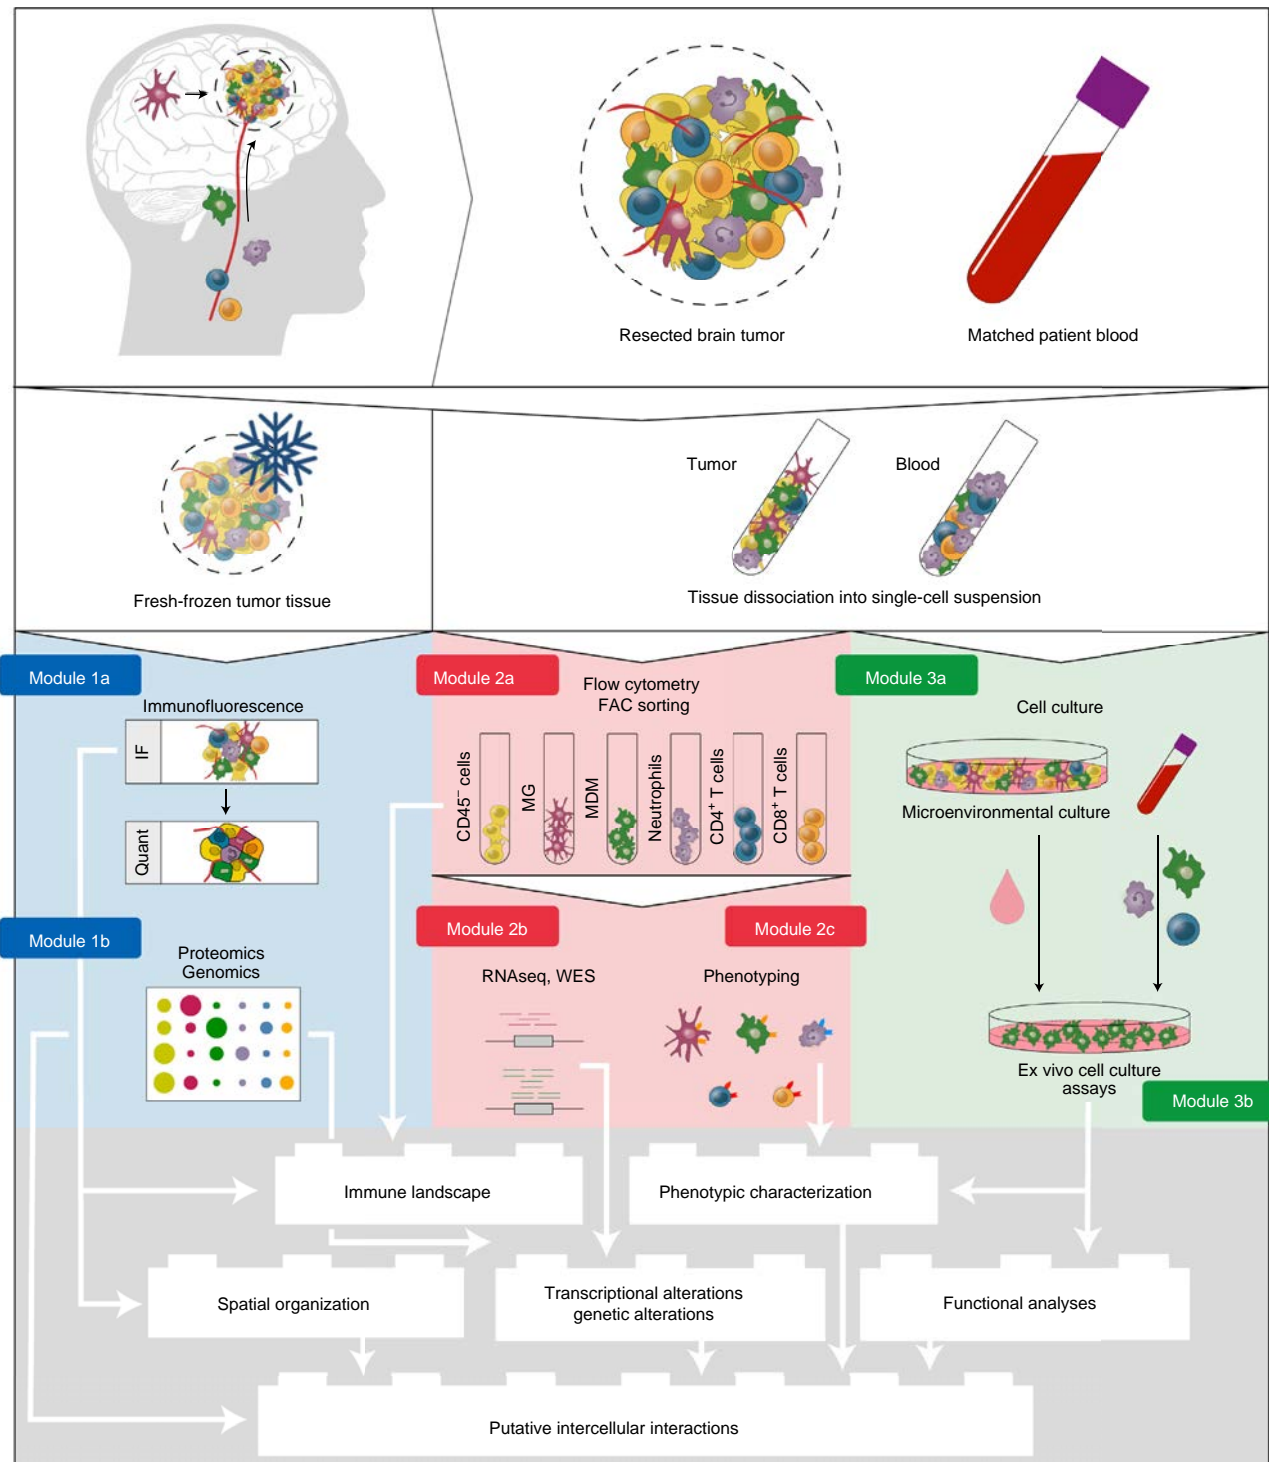 Resected brain tumor
Matched patient blood
Tumor
Blood
Fresh-frozen tumor tissue
Tissue dissociation into single-cell suspension
Module 1a
Immunofluorescence
IF
Quant
Module 1b
Proteomics
Genomics
Module 2a
Flow cytometry
FAC sorting
CD45⁻ cells
MG
MDM
Neutrophils
CD4⁺ T cells
CD8⁺ T cells
Module 2b
RNAseq, WES
Module 2c
Phenotyping
Module 3a
Cell culture
Microenvironmental culture
Ex vivo cell culture
assays
Module 3b
Immune landscape
Phenotypic characterization
Spatial organization
Transcriptional alterations
genetic alterations
Functional analyses
Putative intercellular interactions